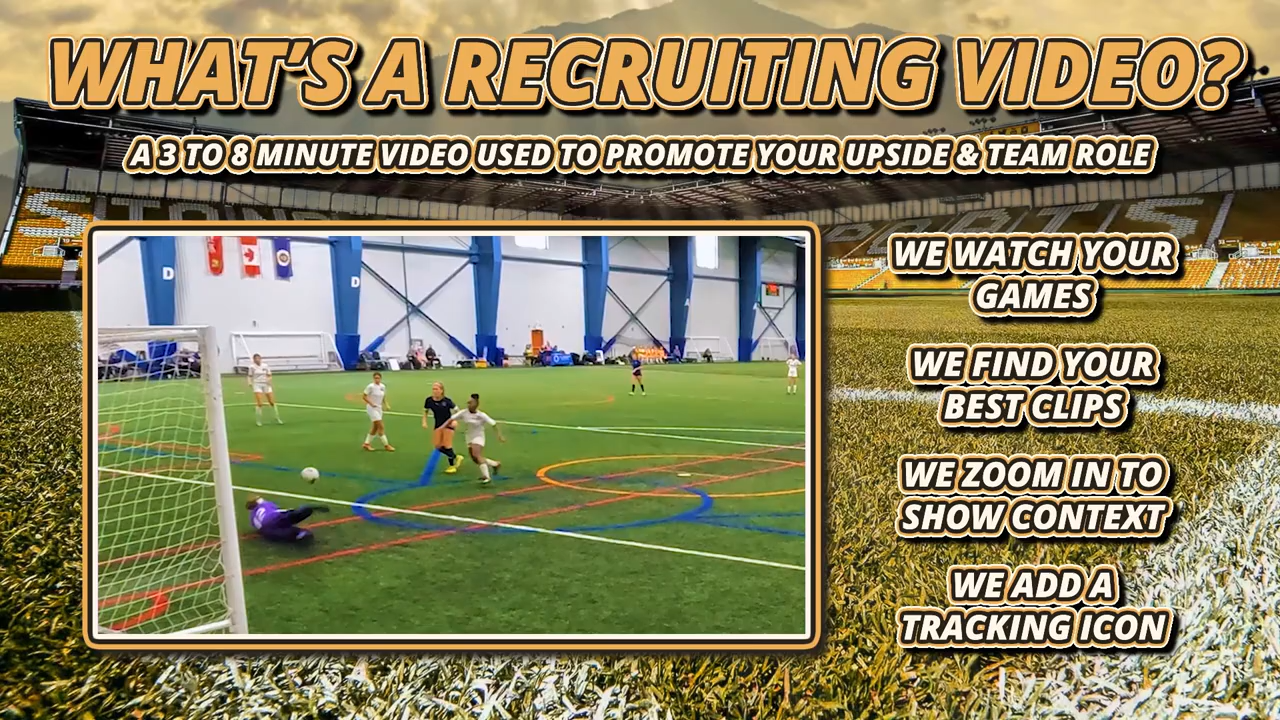 WHAT'S A RECRUITING VIDEO?
A 3 TO 8 MINUTE VIDEO USED TO PROMOTE YOUR UPSIDE & TEAM ROLE
WE WATCH YOUR
GAMES
WE FIND YOUR
BEST CLIPS
WE ZOOM IN TO
SHOW CONTEXT
WE ADD A
TRACKING ICON
D
D